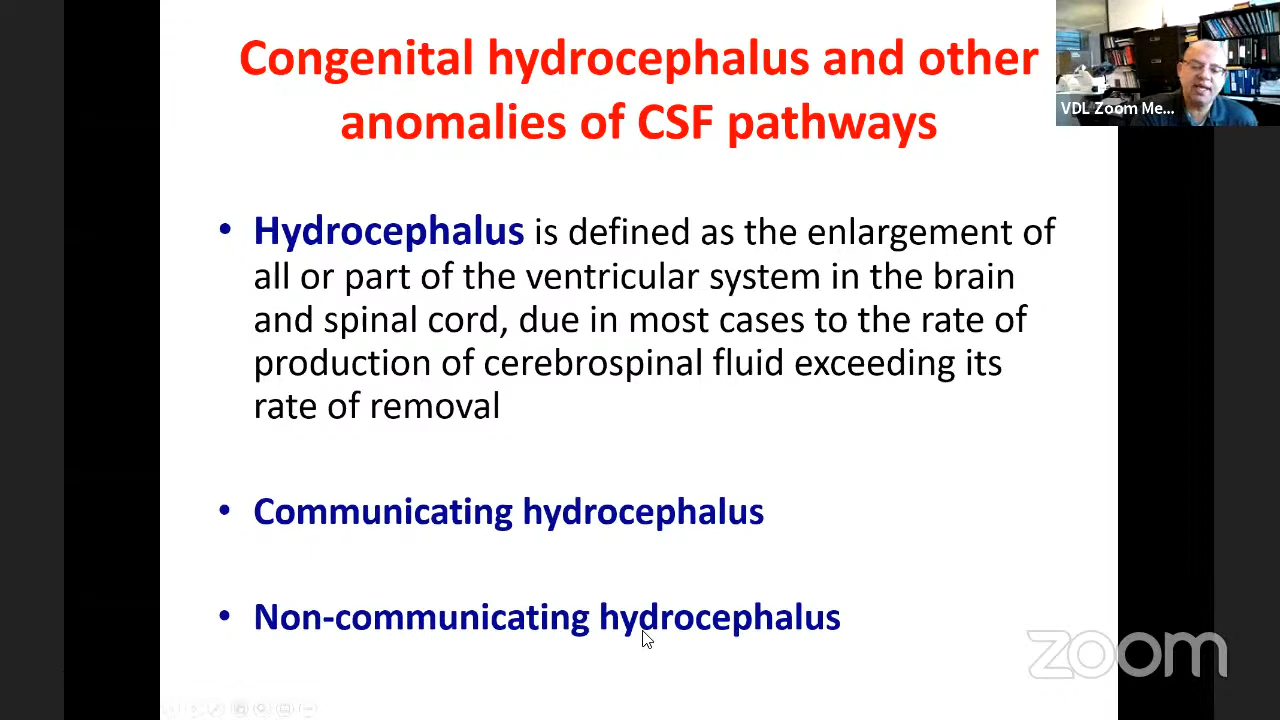 Congenital hydrocephalus and other
anomalies of CSF pathways
VDL Zoom Me...
• Hydrocephalus is defined as the enlargement of
all or part of the ventricular system in the brain
and spinal cord, due in most cases to the rate of
production of cerebrospinal fluid exceeding its
rate of removal
• Communicating hydrocephalus
• Non-communicating hydrocephalus
zoom